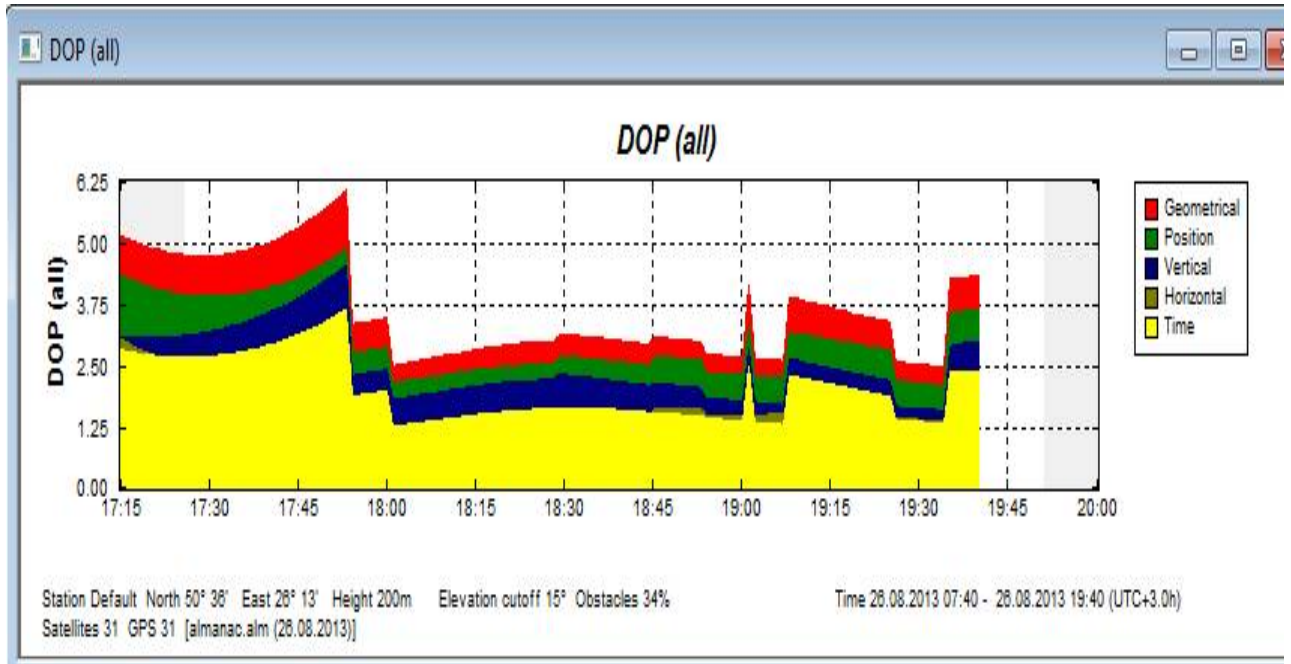 DOP (all)
DOP (all)
6.25
5.00
3.75
2.50
1.25
0.00
DOP (all)
17:15 17:30 17:45 18:00 18:15 18:30 18:45 19:00 19:15 19:30 19:45 20:00
Geometrical
Position
Vertical
Horizontal
Time
Station Default North 50° 36' East 26° 13' Height 200m Elevation cutoff 15° Obstacles 34%
Time 26.08.2013 07:40 - 26.08.2013 19:40 (UTC+3.0h)
Satellites 31 GPS 31 [almanac.alm (26.08.2013)]